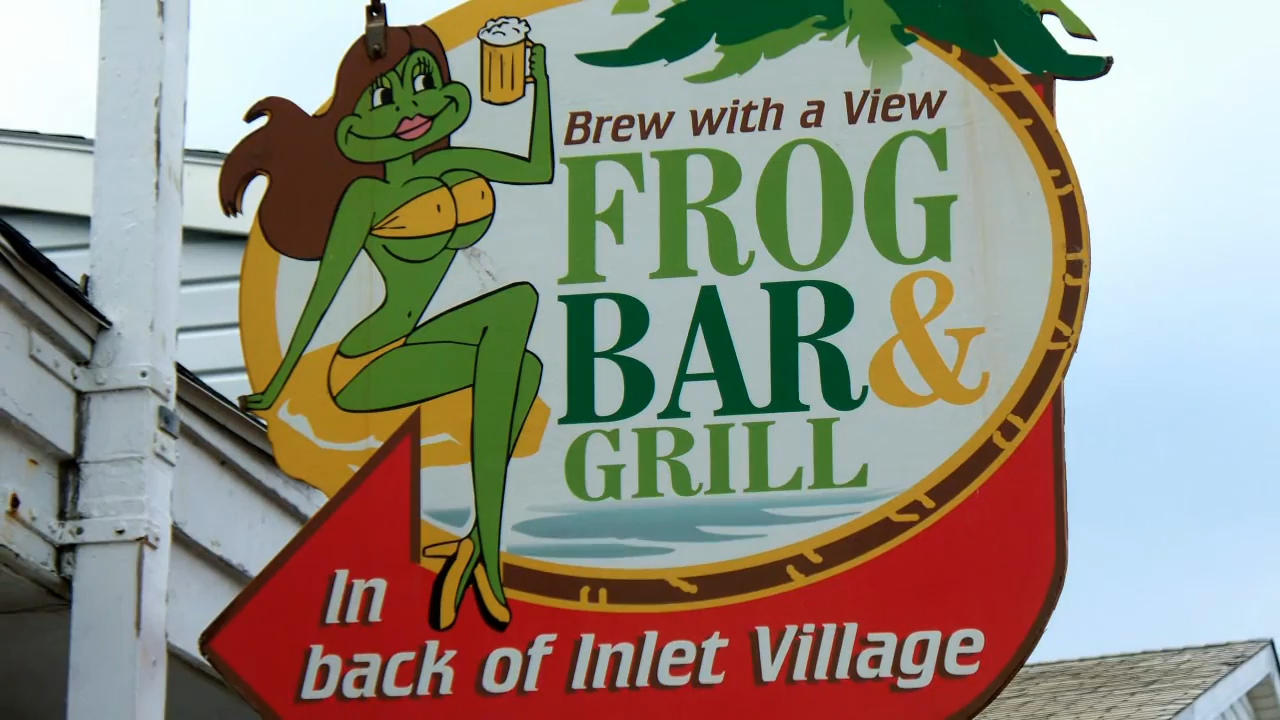 Brew with a View
FROG
BAR &
GRILL
In
back of Inlet Village